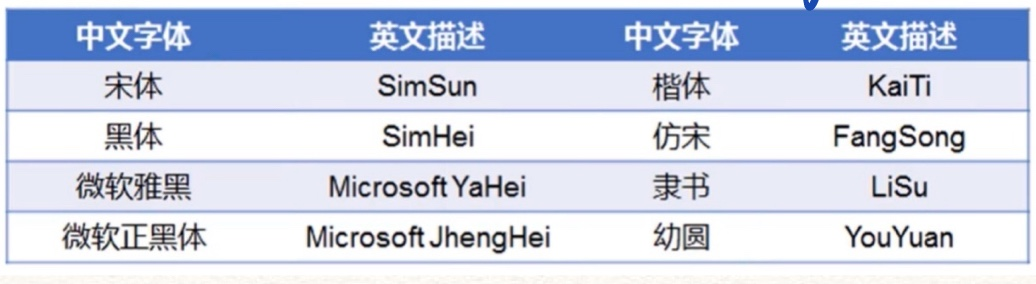 中文字体 英文描述 中文字体 英文描述
宋体 SimSun 楷体 KaiTi
黑体 SimHei 仿宋 FangSong
微软雅黑 Microsoft YaHei 隶书 LiSu
微软正黑体 Microsoft JhengHei 幼圆 YouYuan